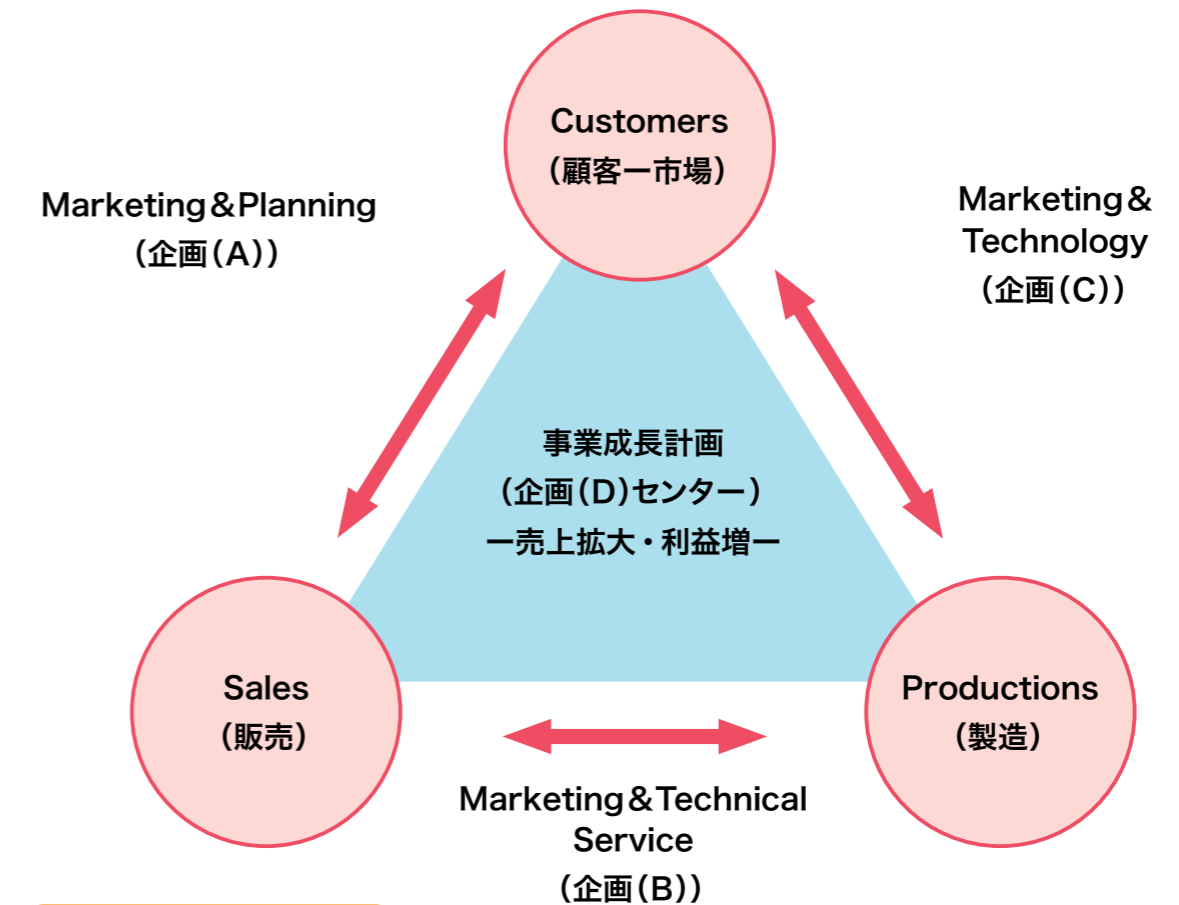 Customers
（顧客ー市場）
Marketing＆Planning
（企画（A））
Marketing＆
Technology
（企画（C））
事業成長計画
（企画（D）センター）
ー売上拡大・利益増ー
Sales
（販売）
Productions
（製造）
Marketing＆Technical
Service
（企画（B））